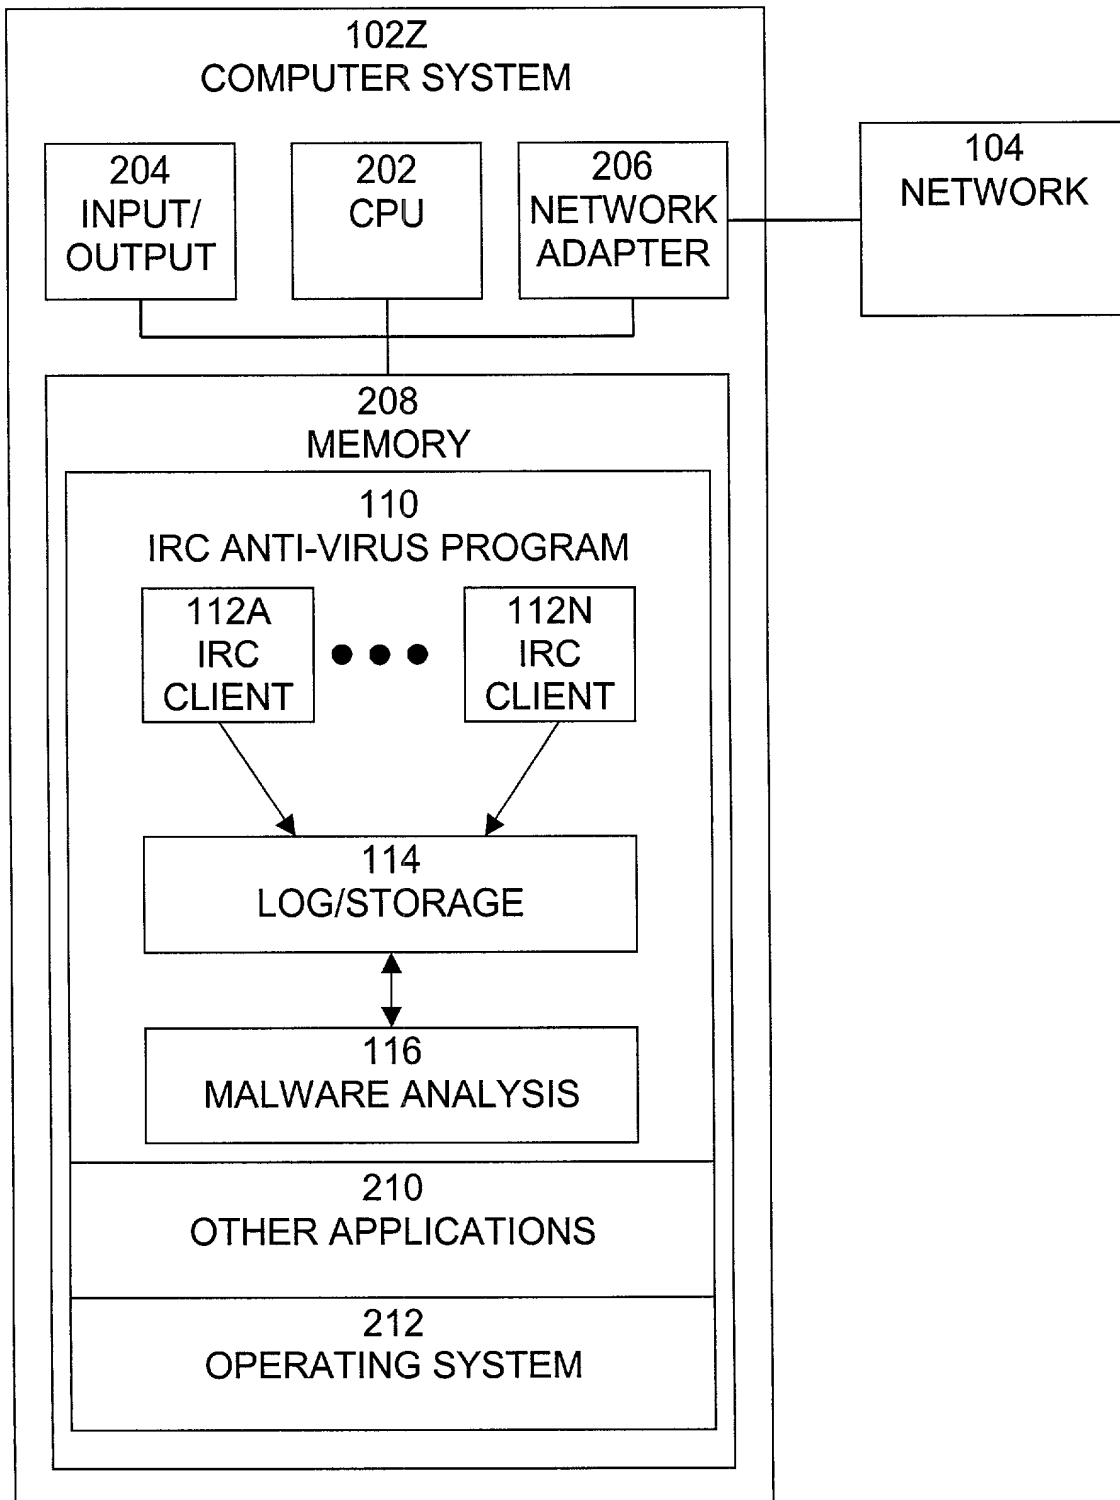 102Z
COMPUTER SYSTEM
204
INPUT/
OUTPUT
202
CPU
206
NETWORK
ADAPTER
104
NETWORK
208
MEMORY
110
IRC ANTI-VIRUS PROGRAM
112A
IRC
CLIENT
112N
IRC
CLIENT
114
LOG/STORAGE
116
MALWARE ANALYSIS
210
OTHER APPLICATIONS
212
OPERATING SYSTEM